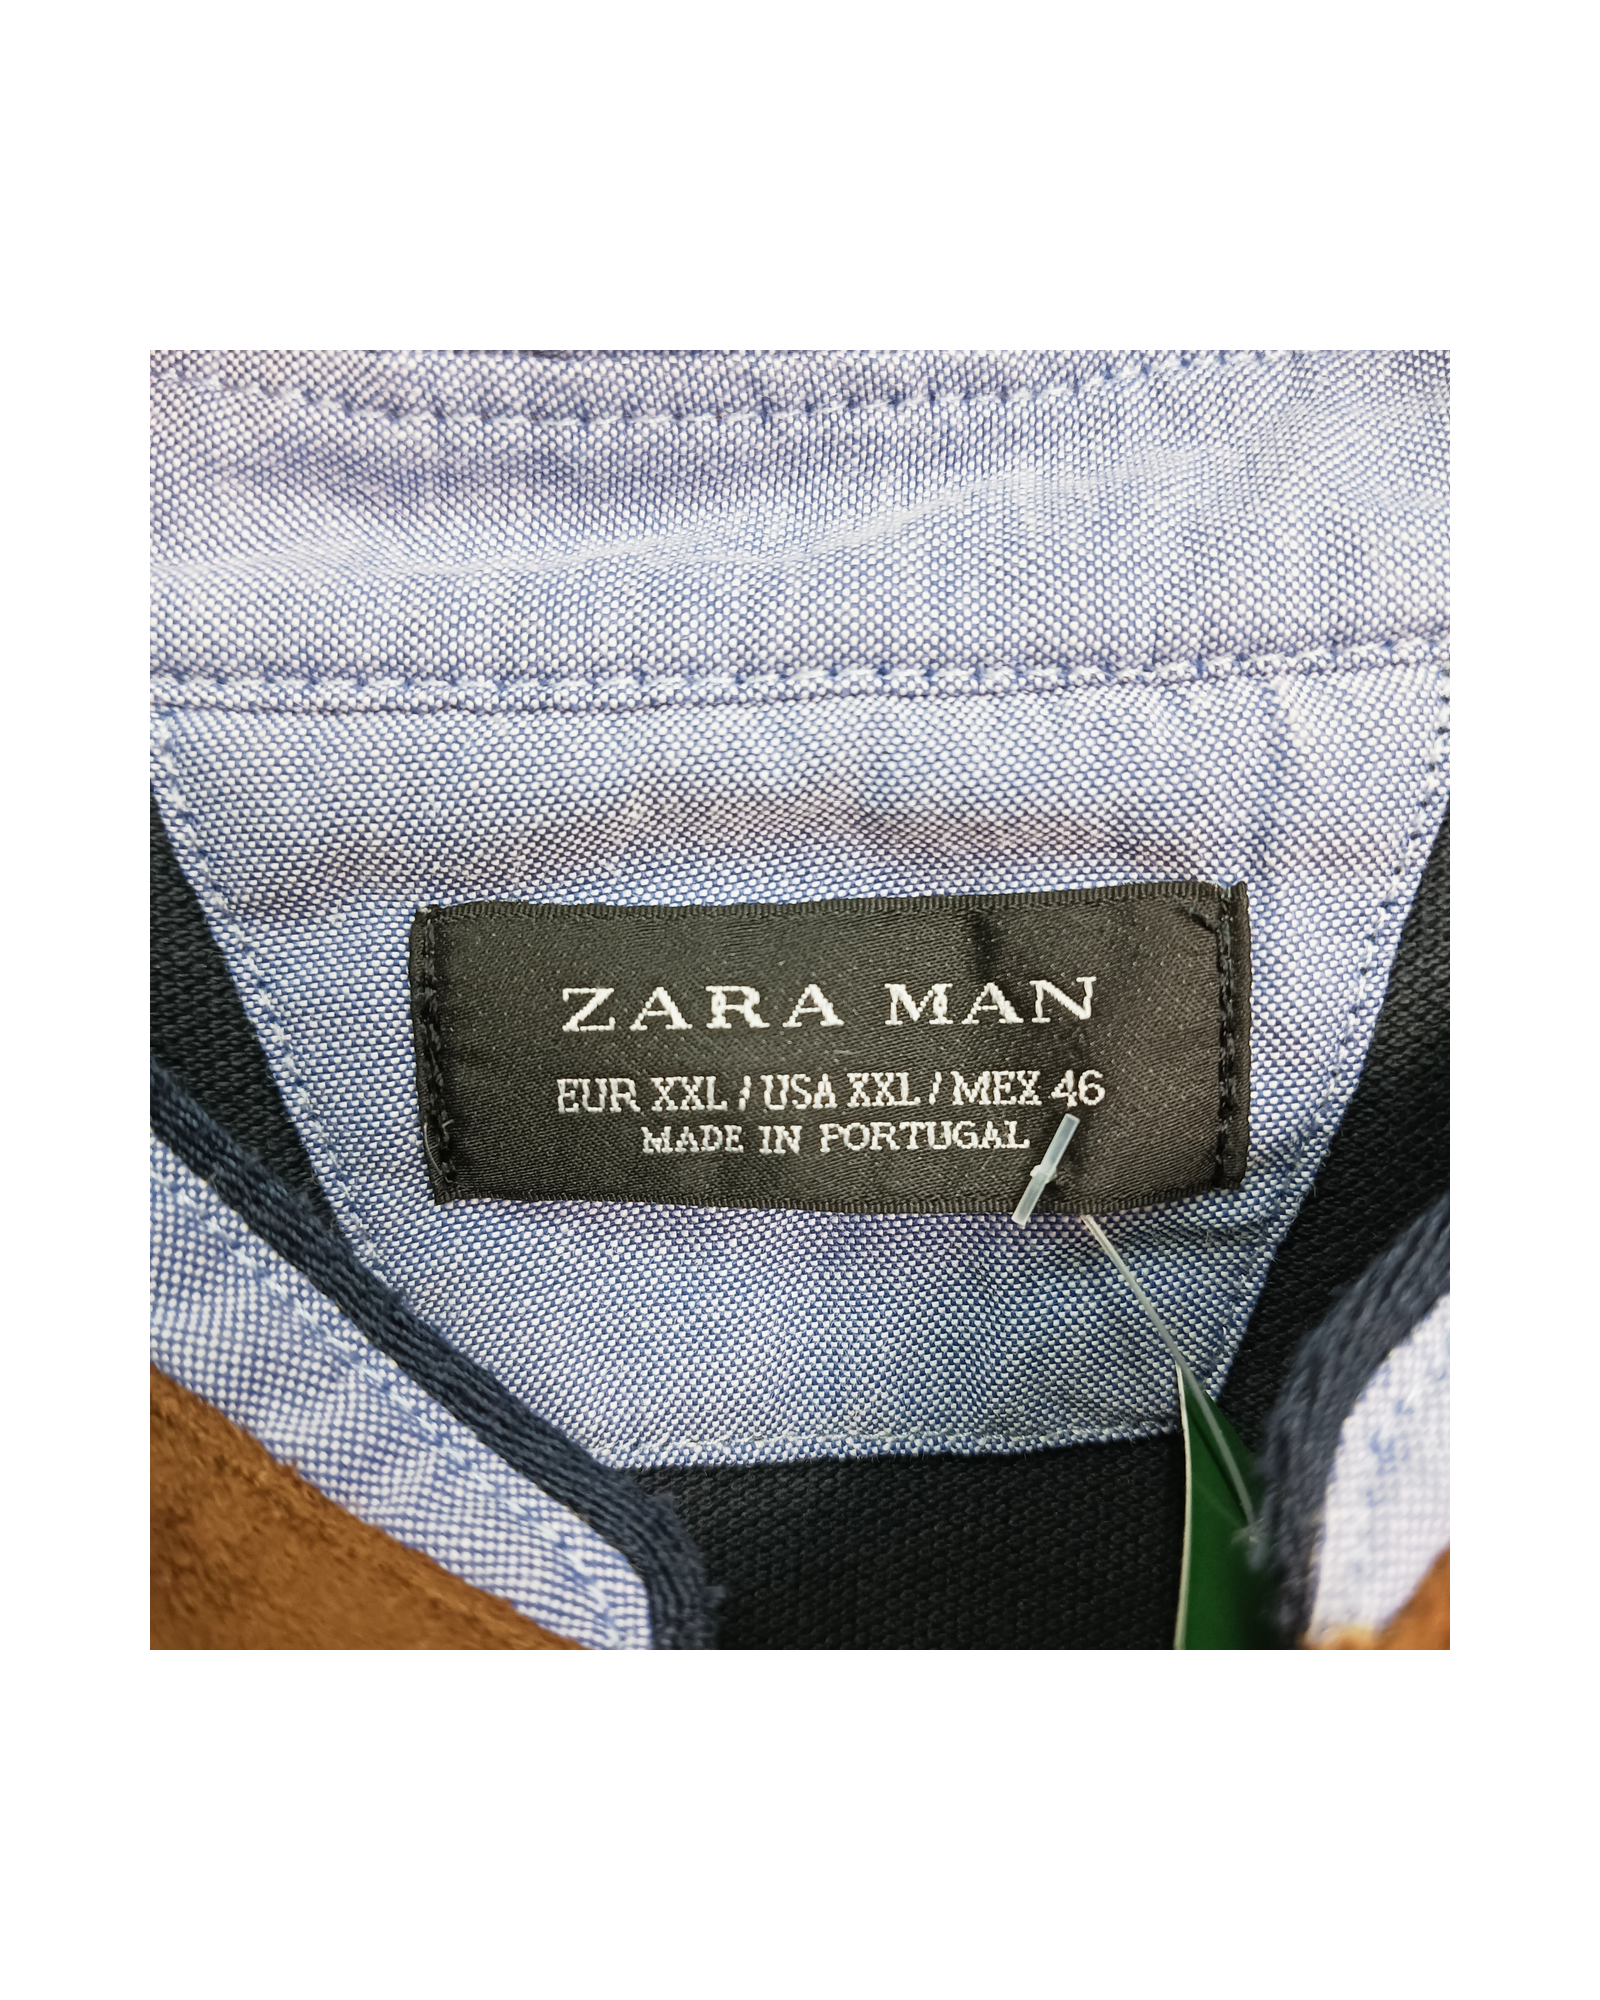 ZARA MAN
EUR XXL / USA XXL / MEX 46
MADE IN PORTUGAL